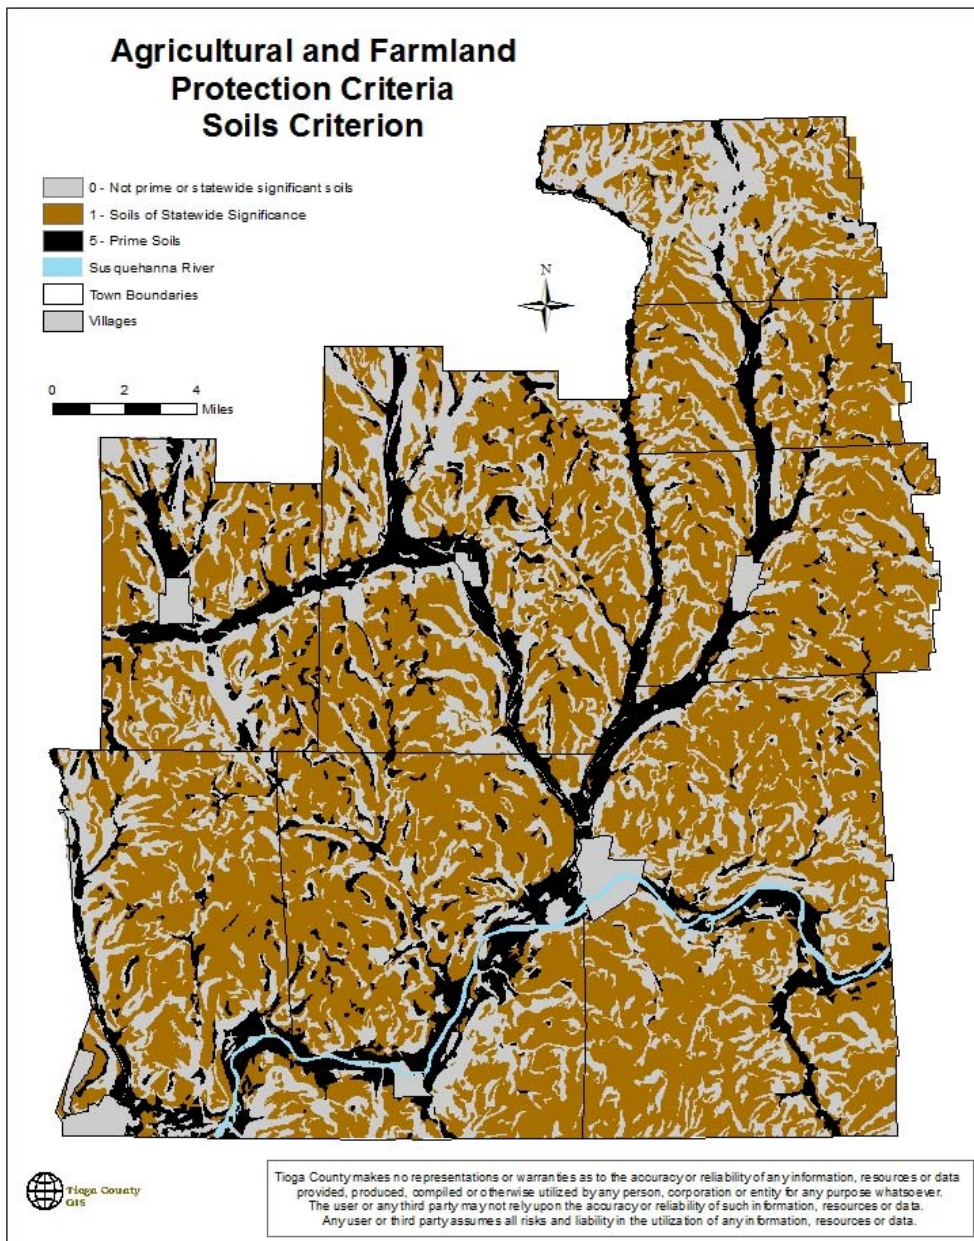 Agricultural and Farmland
Protection Criteria
Soils Criterion
0 - Not prime or statewide significant soils
1 - Soils of Statewide Significance
5 - Prime Soils
Susquehanna River
Town Boundaries
Villages
N
0 2 4
Miles
Tioga County
GIS
Tioga County makes no representations or warranties as to the accuracy or reliability of any information, resources or data
provided, produced, compiled or otherwise utilized by any person, corporation or entity for any purpose whatsoever.
The user or any third party may not rely upon the accuracy or reliability of such information, resources or data.
Any user or third party assumes all risks and liability in the utilization of any information, resources or data.